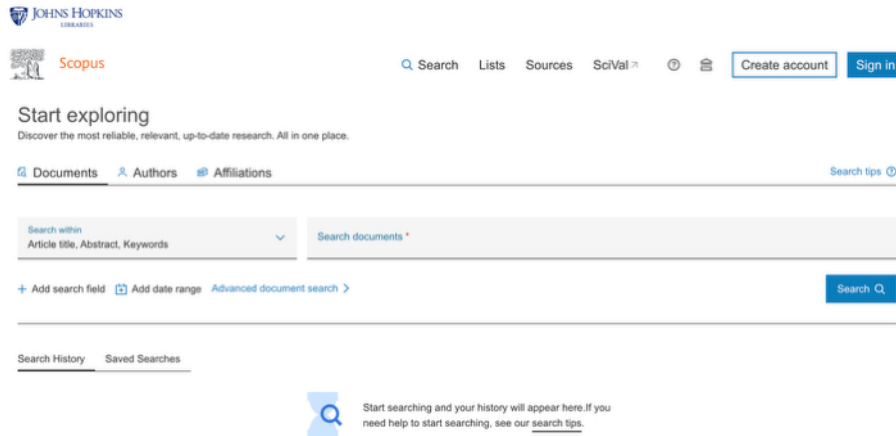 JOHNS HOPKINS
LIBRARIES
Scopus
Search Lists Sources SciVal Create account Sign in
Start exploring
Discover the most reliable, relevant, up-to-date research. All in one place.
Documents Authors Affiliations Search tips
Search within
Article title, Abstract, Keywords
Search documents *
+ Add search field Add date range Advanced document search >
Search
Search History Saved Searches
Start searching and your history will appear here.If you
need help to start searching, see our search tips.